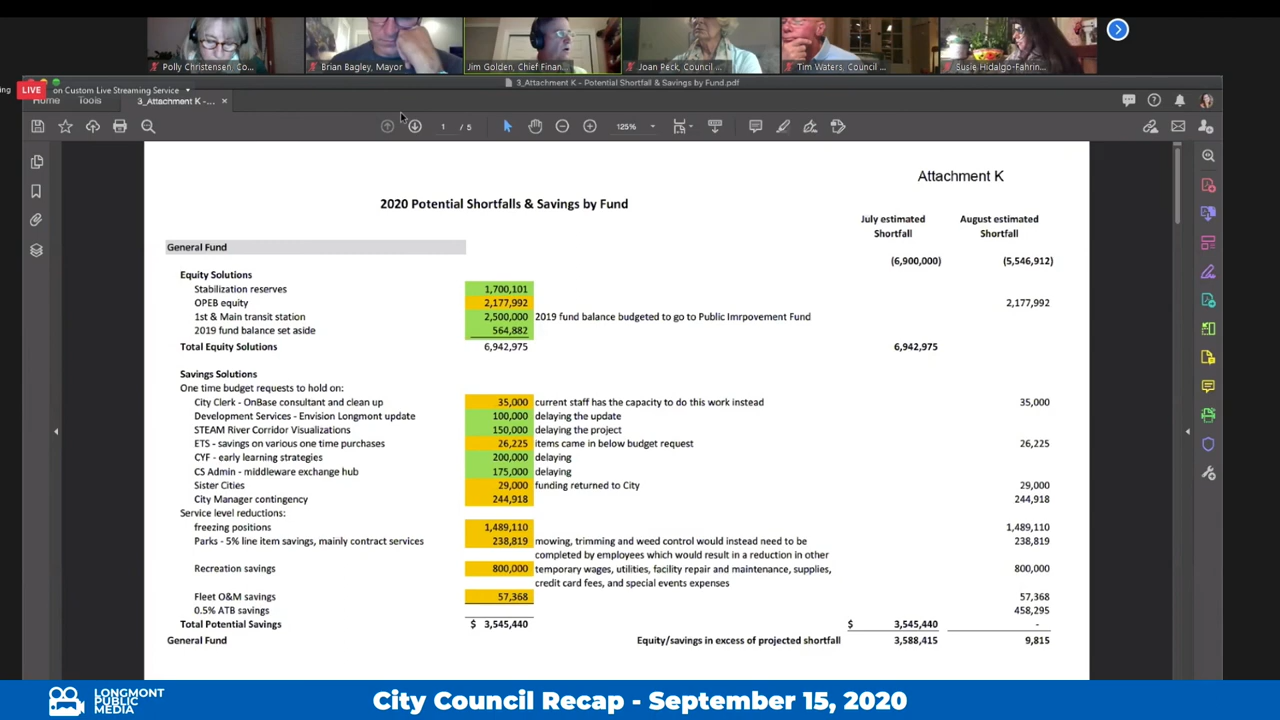 Polly Christensen, Co...
Brian Bagley, Mayor
Jim Golden, Chief Finan...
Joan Peck, Council ...
Tim Waters, Council ...
Susie Hidalgo-Fahrin...
3_Attachment K - Potential Shortfall & Savings by Fund.pdf
ing LIVE on Custom Live Streaming Service
Home Tools 3_Attachment K -... ×
1 / 5 125%
Attachment K
2020 Potential Shortfalls & Savings by Fund
July estimated Shortfall August estimated Shortfall
General Fund
(6,900,000) (5,546,912)
Equity Solutions
Stabilization reserves 1,700,101
OPEB equity 2,177,992 2,177,992
1st & Main transit station 2,500,000 2019 fund balance budgeted to go to Public Imrpovement Fund
2019 fund balance set aside 564,882
Total Equity Solutions 6,942,975 6,942,975
Savings Solutions
One time budget requests to hold on:
City Clerk - OnBase consultant and clean up 35,000 current staff has the capacity to do this work instead 35,000
Development Services - Envision Longmont update 100,000 delaying the update
STEAM River Corridor Visualizations 150,000 delaying the project
ETS - savings on various one time purchases 26,225 items came in below budget request 26,225
CYF - early learning strategies 200,000 delaying
CS Admin - middleware exchange hub 175,000 delaying
Sister Cities 29,000 funding returned to City 29,000
City Manager contingency 244,918 244,918
Service level reductions:
freezing positions 1,489,110 1,489,110
Parks - 5% line item savings, mainly contract services 238,819 mowing, trimming and weed control would instead need to be 238,819
completed by employees which would result in a reduction in other
Recreation savings 800,000 temporary wages, utilities, facility repair and maintenance, supplies, 800,000
credit card fees, and special events expenses
Fleet O&M savings 57,368 57,368
0.5% ATB savings 458,295
Total Potential Savings $ 3,545,440 $ 3,545,440 -
General Fund Equity/savings in excess of projected shortfall 3,588,415 9,815
LONGMONT
PUBLIC
MEDIA
City Council Recap - September 15, 2020